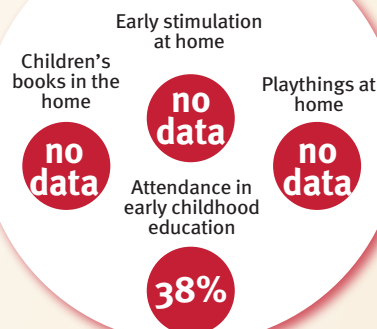 Early stimulation
at home
Children’s
books in the
home
no
data
Playthings at
home
no
data
no
data
Attendance in
early childhood
education
38%